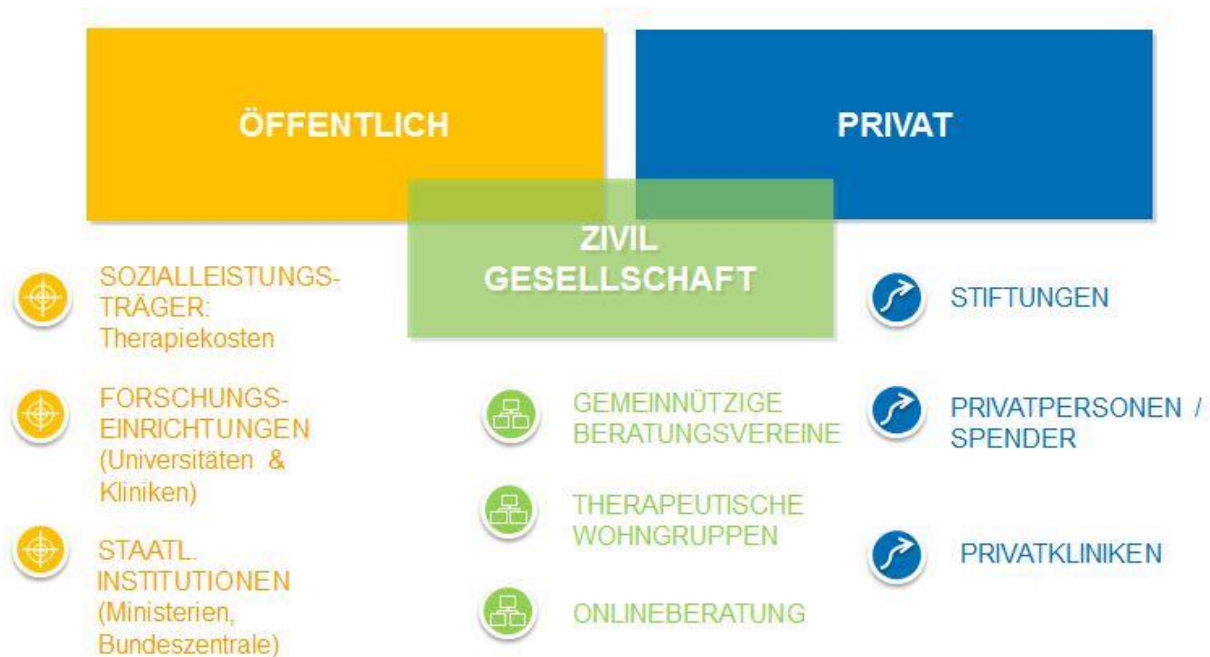 ÖFFENTLICH
PRIVAT
ZIVIL
GESELLSCHAFT
SOZIALLEISTUNGS-
TRÄGER:
Therapiekosten
FORSCHUNGS-
EINRICHTUNGEN
(Universitäten &
Kliniken)
STAATL.
INSTITUTIONEN
(Ministerien,
Bundeszentrale)
GEMEINNÜTZIGE
BERATUNGSVEREINE
THERAPEUTISCHE
WOHNGRUPPEN
ONLINEBERATUNG
STIFTUNGEN
PRIVATPERSONEN /
SPENDER
PRIVATKLINIKEN